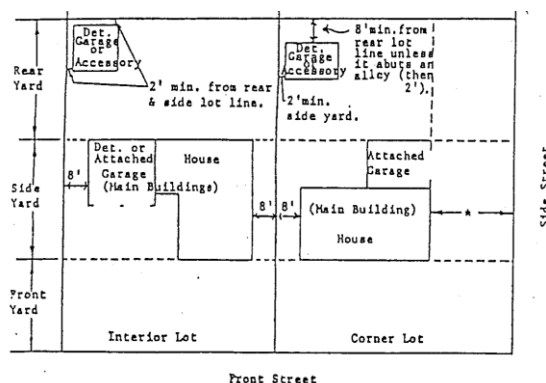 Det.
Garage
or
Accessory
2' min. from rear
& side lot line.
Det.
Garage
or
Accessory
8' min. from
rear lot
line unless
it abuts an
alley (then
2').
2' min.
side yard.
Rear
Yard
Det. or
Attached
Garage
House
(Main Buildings)
8'
Side
Yard
8'
8'
Attached
Garage
(Main Building)
House
*
Side Street
Front
Yard
Interior Lot
Corner Lot
Front Street